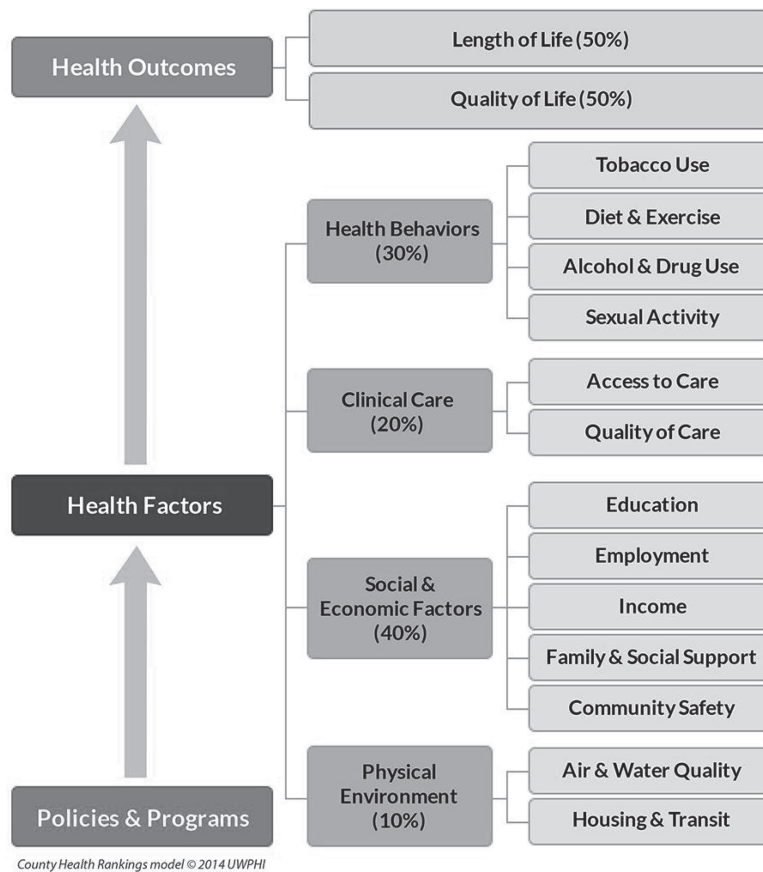 Health Outcomes
Length of Life (50%)
Quality of Life (50%)
Health Factors
Health Behaviors
(30%)
Tobacco Use
Diet & Exercise
Alcohol & Drug Use
Sexual Activity
Clinical Care
(20%)
Access to Care
Quality of Care
Social &
Economic Factors
(40%)
Education
Employment
Income
Family & Social Support
Community Safety
Physical
Environment
(10%)
Air & Water Quality
Housing & Transit
Policies & Programs
County Health Rankings model © 2014 UWPHI